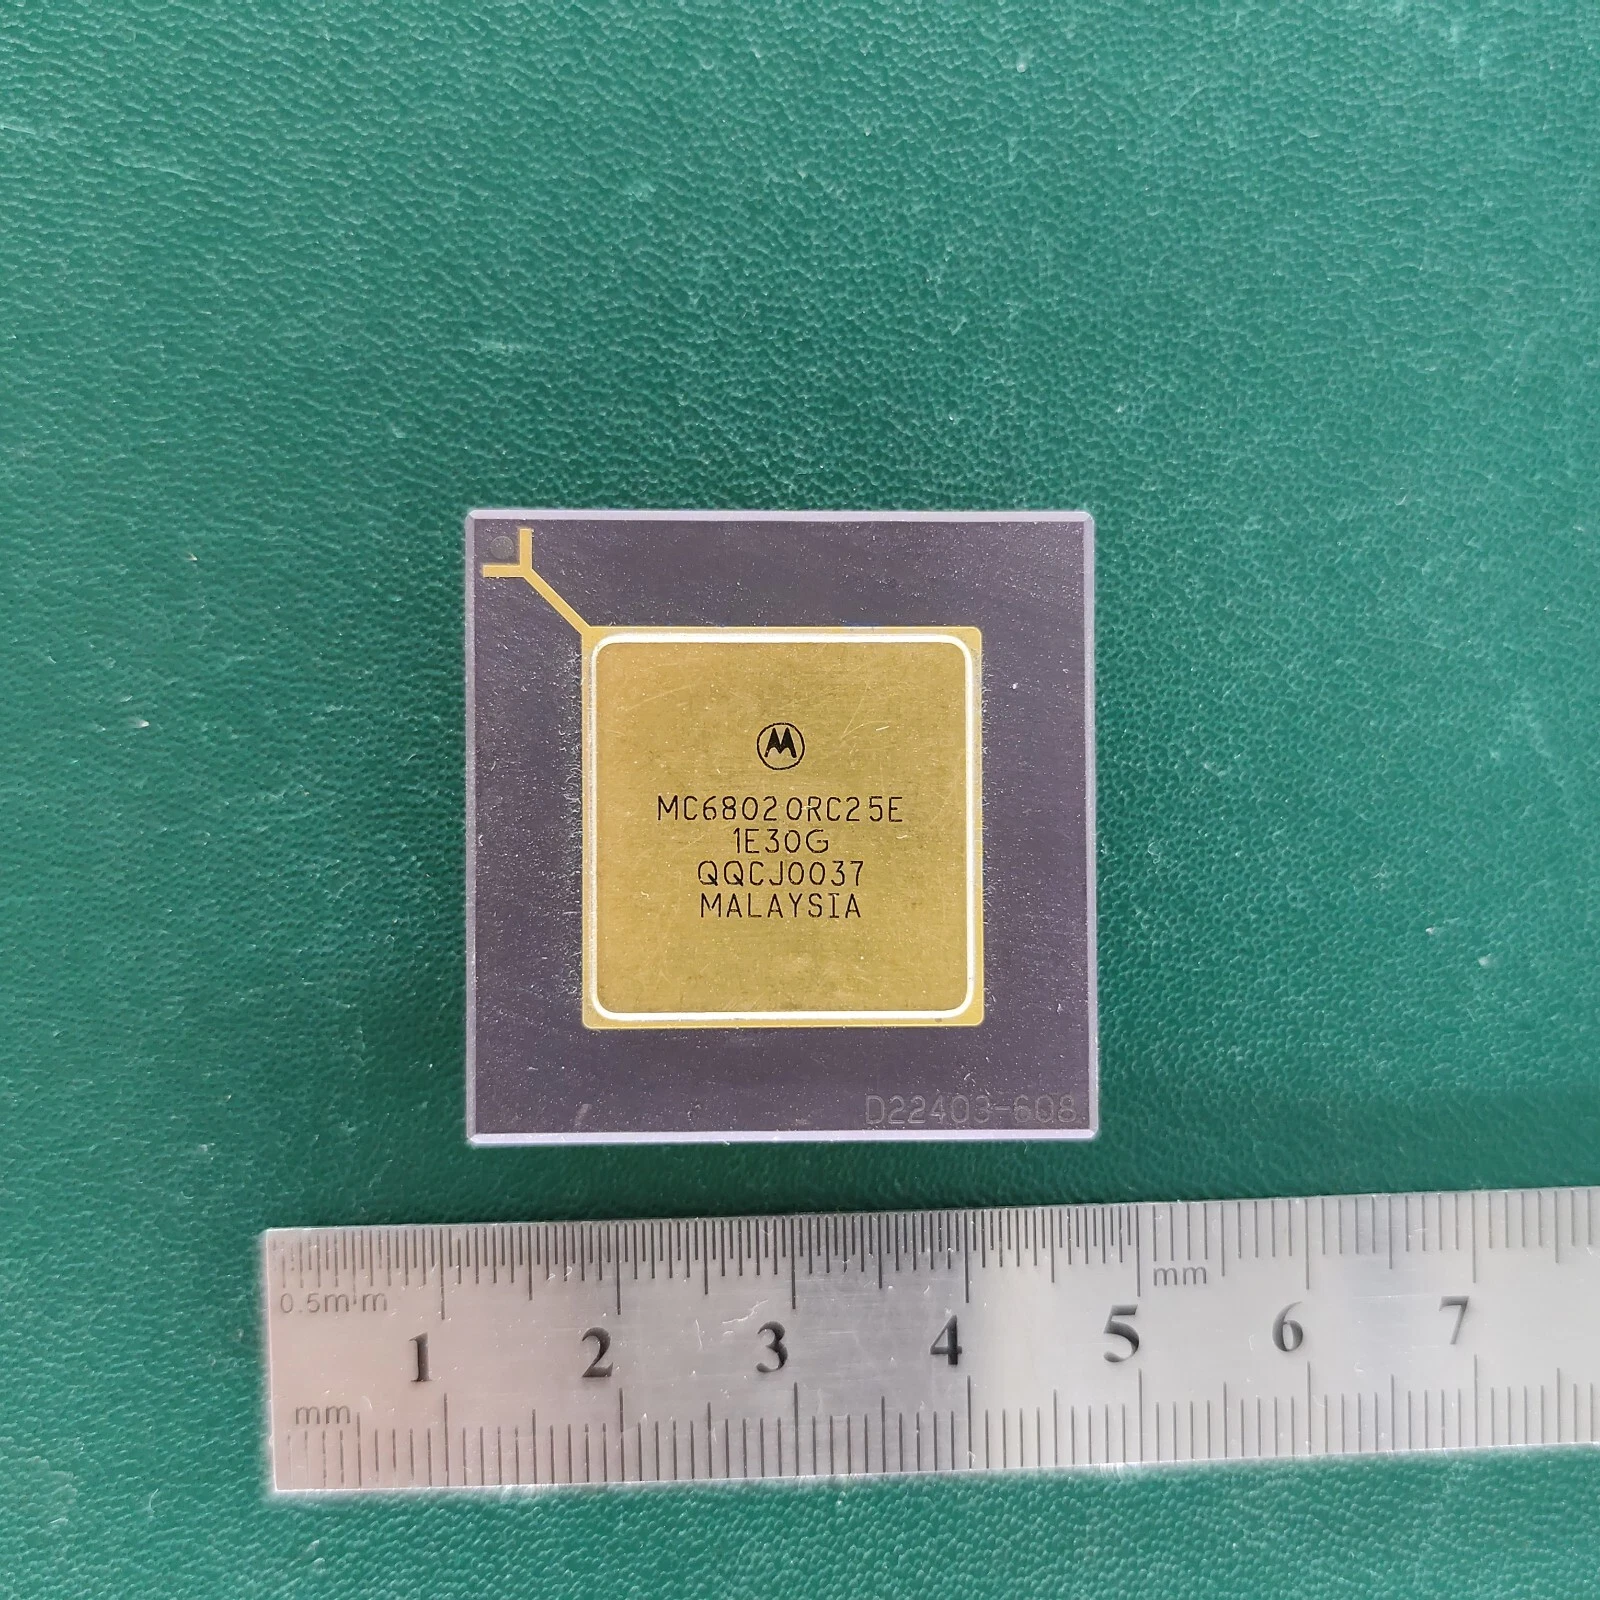 M
MC68020RC25E
1E30G
QQCJ0037
MALAYSIA
D22403-608
mm
0.5mm
1 2 3 4 5 6 7
mm